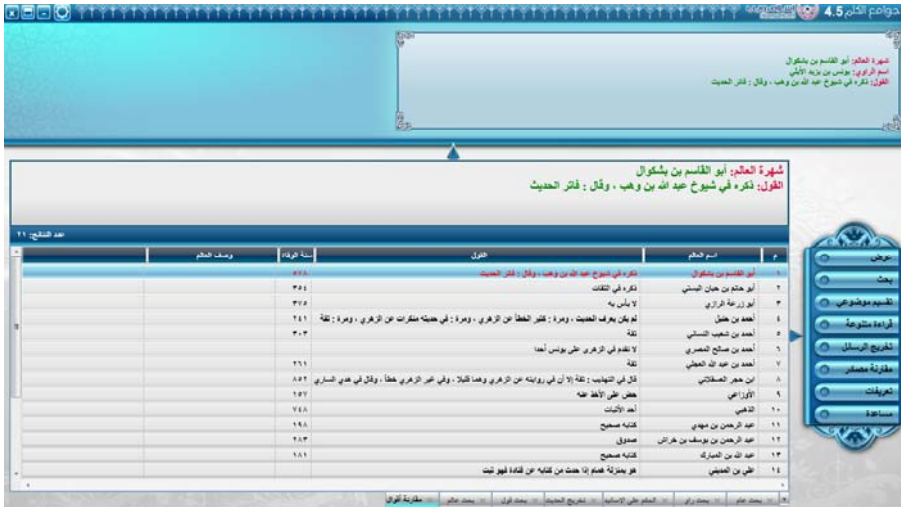 جوامع الكلم 4.5
شهرة العالم: أبو القاسم بن بشكوال
اسم الراوي: يونس بن يزيد الأيلي
القول: ذكره في شيوخ عبد الله بن وهب ، وقال : فاتر الحديث
شهرة العالم: أبو القاسم بن بشكوال
القول: ذكره في شيوخ عبد الله بن وهب ، وقال : فاتر الحديث
عدد النتائج: ٢١
م اسم العالم القول سنة الوفاة وصف العالم
١ أبو القاسم بن بشكوال ذكره في شيوخ عبد الله بن وهب ، وقال : فاتر الحديث ٥٧٨
٢ أبو حاتم بن حبان البستي ذكره في الثقات ٣٥٤
٣ أبو زرعة الرازي لا بأس به ٣٧٥
٤ أحمد بن حنبل لم يكن يعرف الحديث ، ومرة : كثير الخطأ عن الزهري ، ومرة : في حديثه منكرات عن الزهري ، ومرة : ثقة ٢٤١
٥ أحمد بن شعيب النسائي ثقة ٣٠٣
٦ أحمد بن صالح المصري لا نقدم في الزهري على يونس أحدا
٧ أحمد بن عبد الله العجلي ثقة ٢٦١
٨ ابن حجر العسقلاني قال في التهذيب : ثقة إلا أن في روايته عن الزهري وهما قليلا ، وفي غير الزهري خطأ ، وقال في هدي الساري ٨٥٢
٩ الأوزاعي حض على الأخذ عنه ١٥٧
١٠ الذهبي أحد الأثبات ٧٤٨
١١ عبد الرحمن بن مهدي كتابه صحيح ١٩٨
١٢ عبد الرحمن بن يوسف بن خراش صدوق ٢٨٣
١٣ عبد الله بن المبارك كتابه صحيح ١٨١
١٤ علي بن المديني هو بمنزلة همام إذا حدث من كتابه عن قتادة فهو ثبت
عرض
بحث
تقسيم موضوعي
قراءة متنوعة
تخريج الرسائل
مقارنة مصادر
تعريفات
مساعدة
بحث عام بحث راو الحكم على الإسناد تخريج الحديث بحث قول بحث عالم مقارنة أقوال